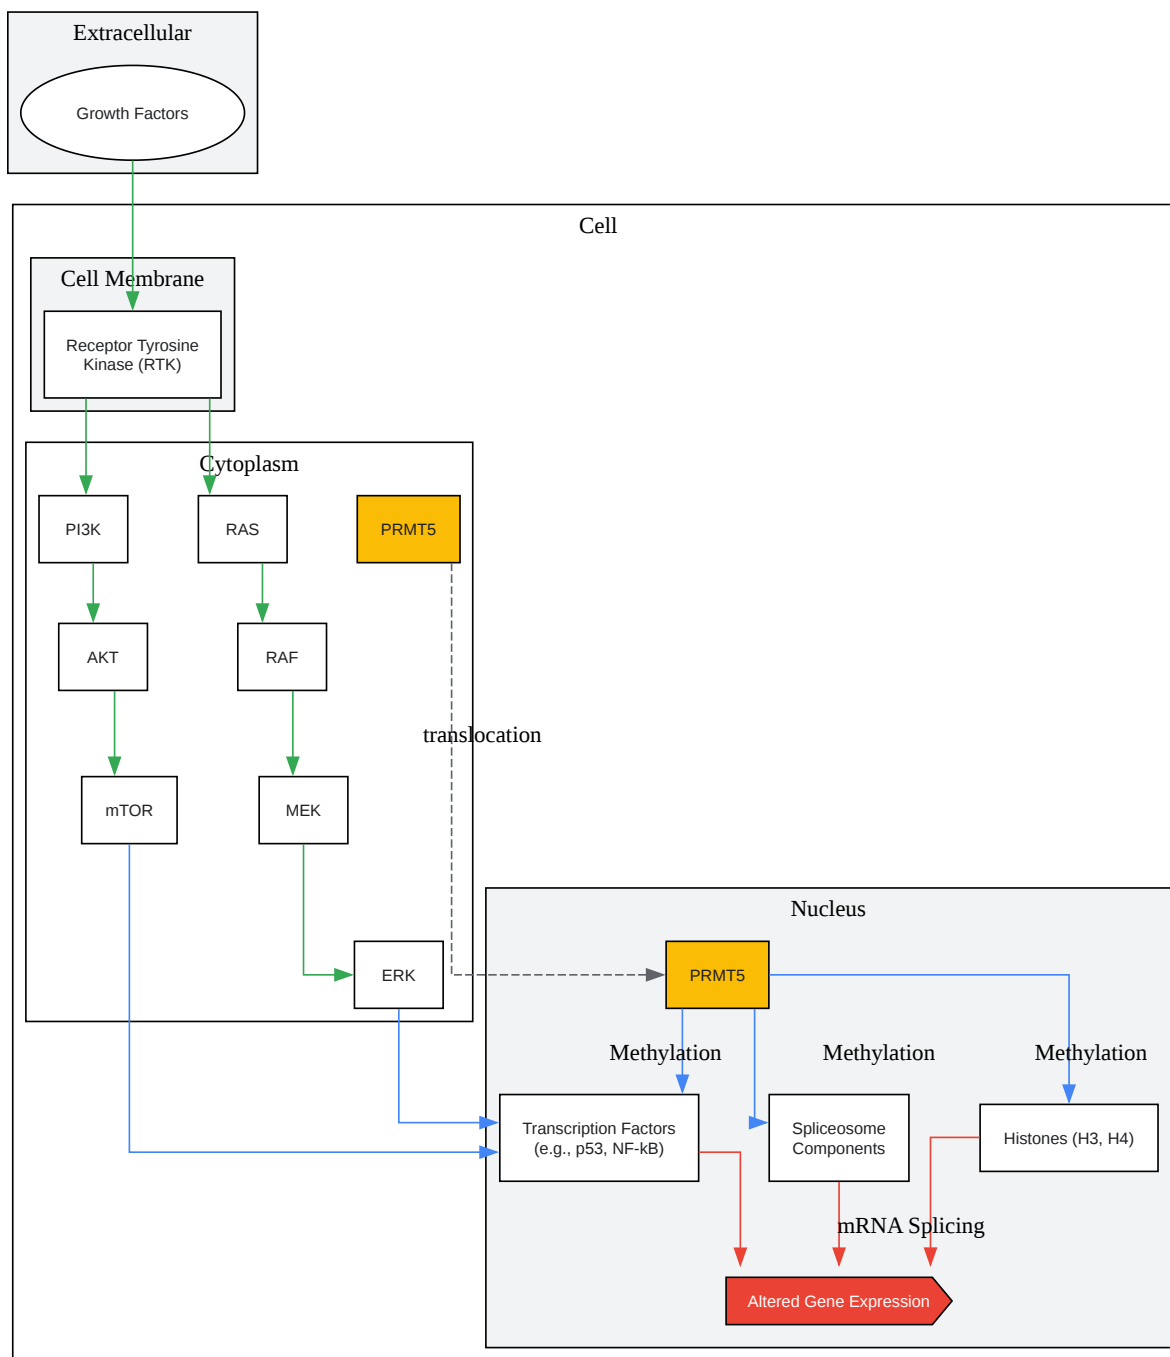 Extracellular
Growth Factors
Cell
Cell Membrane
Receptor Tyrosine
Kinase (RTK)
Cytoplasm
PI3K
RAS
PRMT5
AKT
RAF
translocation
mTOR
MEK
Nucleus
ERK
PRMT5
Methylation
Methylation
Methylation
Transcription Factors
(e.g., p53, NF-kB)
Spliceosome
Components
Histones (H3, H4)
mRNA Splicing
Altered Gene Expression